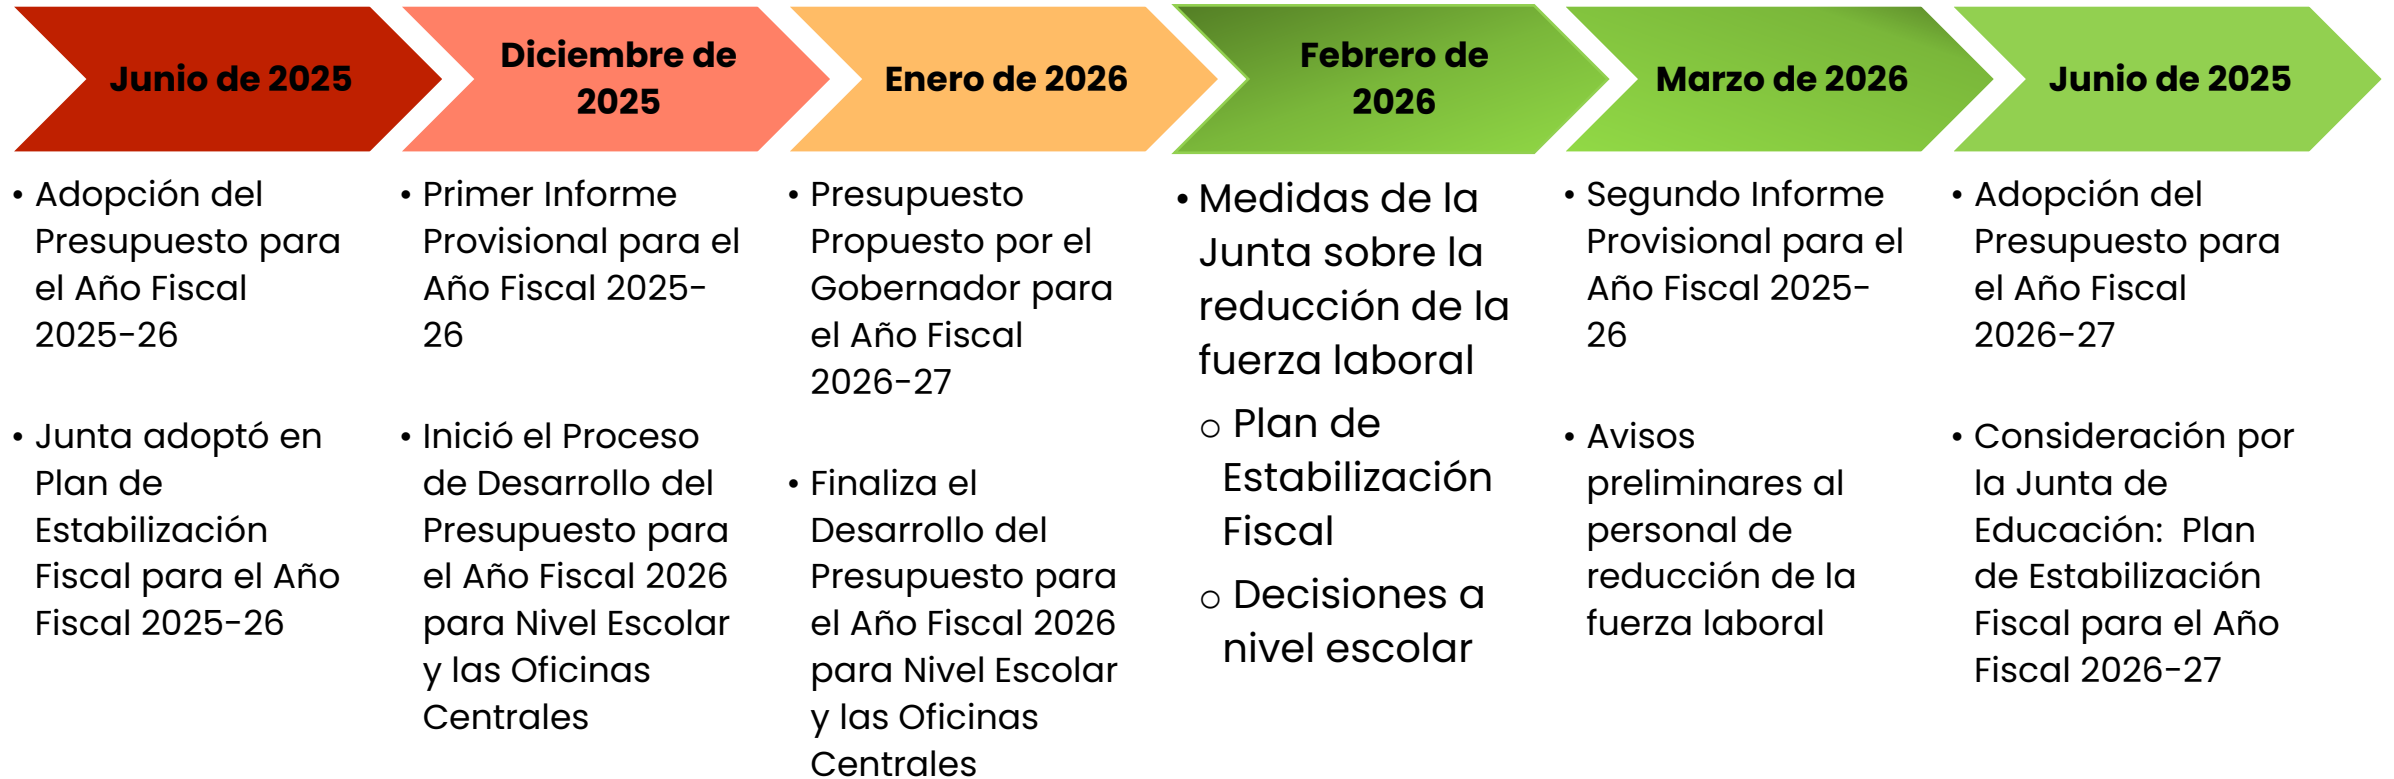 Junio de 2025
• Adopción del
Presupuesto para
el Año Fiscal
2025-26
• Junta adoptó en
Plan de
Estabilización
Fiscal para el Año
Fiscal 2025-26
Diciembre de
2025
• Primer Informe
Provisional para el
Año Fiscal 2025-
26
• Inició el Proceso
de Desarrollo del
Presupuesto para
el Año Fiscal 2026
para Nivel Escolar
y las Oficinas
Centrales
Enero de 2026
• Presupuesto
Propuesto por el
Gobernador para
el Año Fiscal
2026-27
• Finaliza el
Desarrollo del
Presupuesto para
el Año Fiscal 2026
para Nivel Escolar
y las Oficinas
Centrales
Febrero de
2026
• Medidas de la
Junta sobre la
reducción de la
fuerza laboral
o Plan de
Estabilización
Fiscal
o Decisiones a
nivel escolar
Marzo de 2026
• Segundo Informe
Provisional para el
Año Fiscal 2025-
26
• Avisos
preliminares al
personal de
reducción de la
fuerza laboral
Junio de 2025
• Adopción del
Presupuesto para
el Año Fiscal
2026-27
• Consideración por
la Junta de
Educación:  Plan
de Estabilización
Fiscal para el Año
Fiscal 2026-27